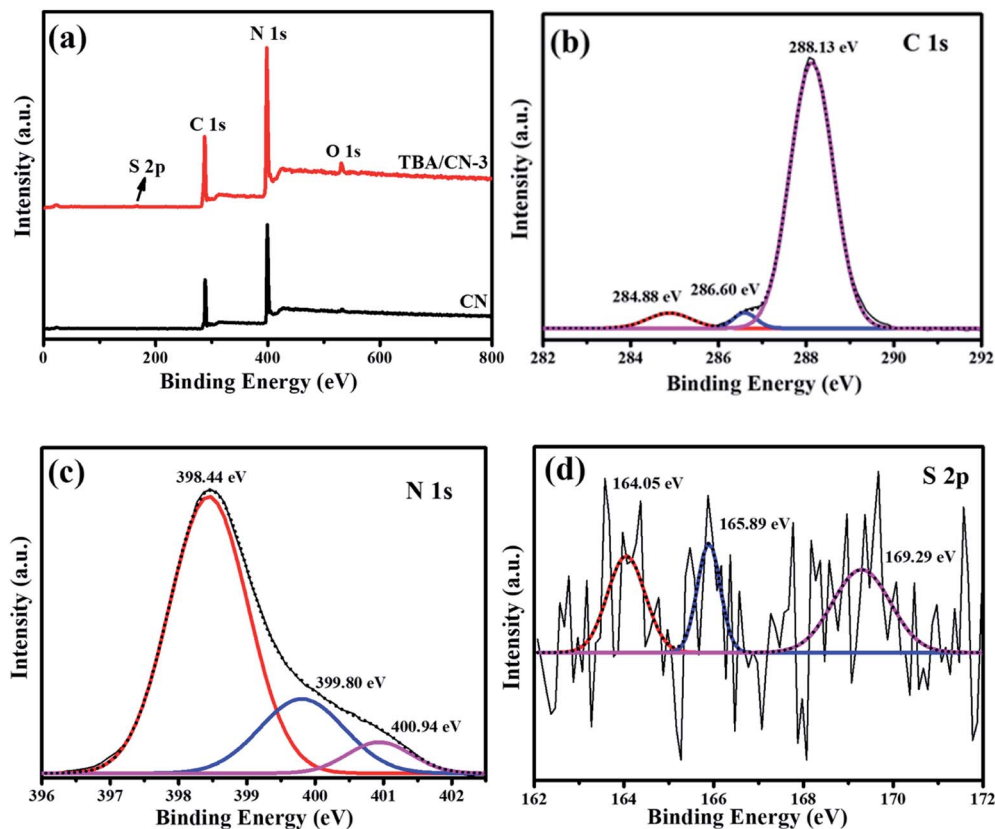 (a)
N 1s
C 1s
S 2p
O 1s
TBA/CN-3
CN
Intensity (a.u.)
0 200 400 600 800
Binding Energy (eV)
(b)
288.13 eV
C 1s
284.88 eV
286.60 eV
Intensity (a.u.)
282 284 286 288 290 292
Binding Energy (eV)
(c)
398.44 eV
N 1s
399.80 eV
400.94 eV
Intensity (a.u.)
396 397 398 399 400 401 402
Binding Energy (eV)
(d)
S 2p
164.05 eV
165.89 eV
169.29 eV
Intensity (a.u.)
162 164 166 168 170 172
Binding Energy (eV)